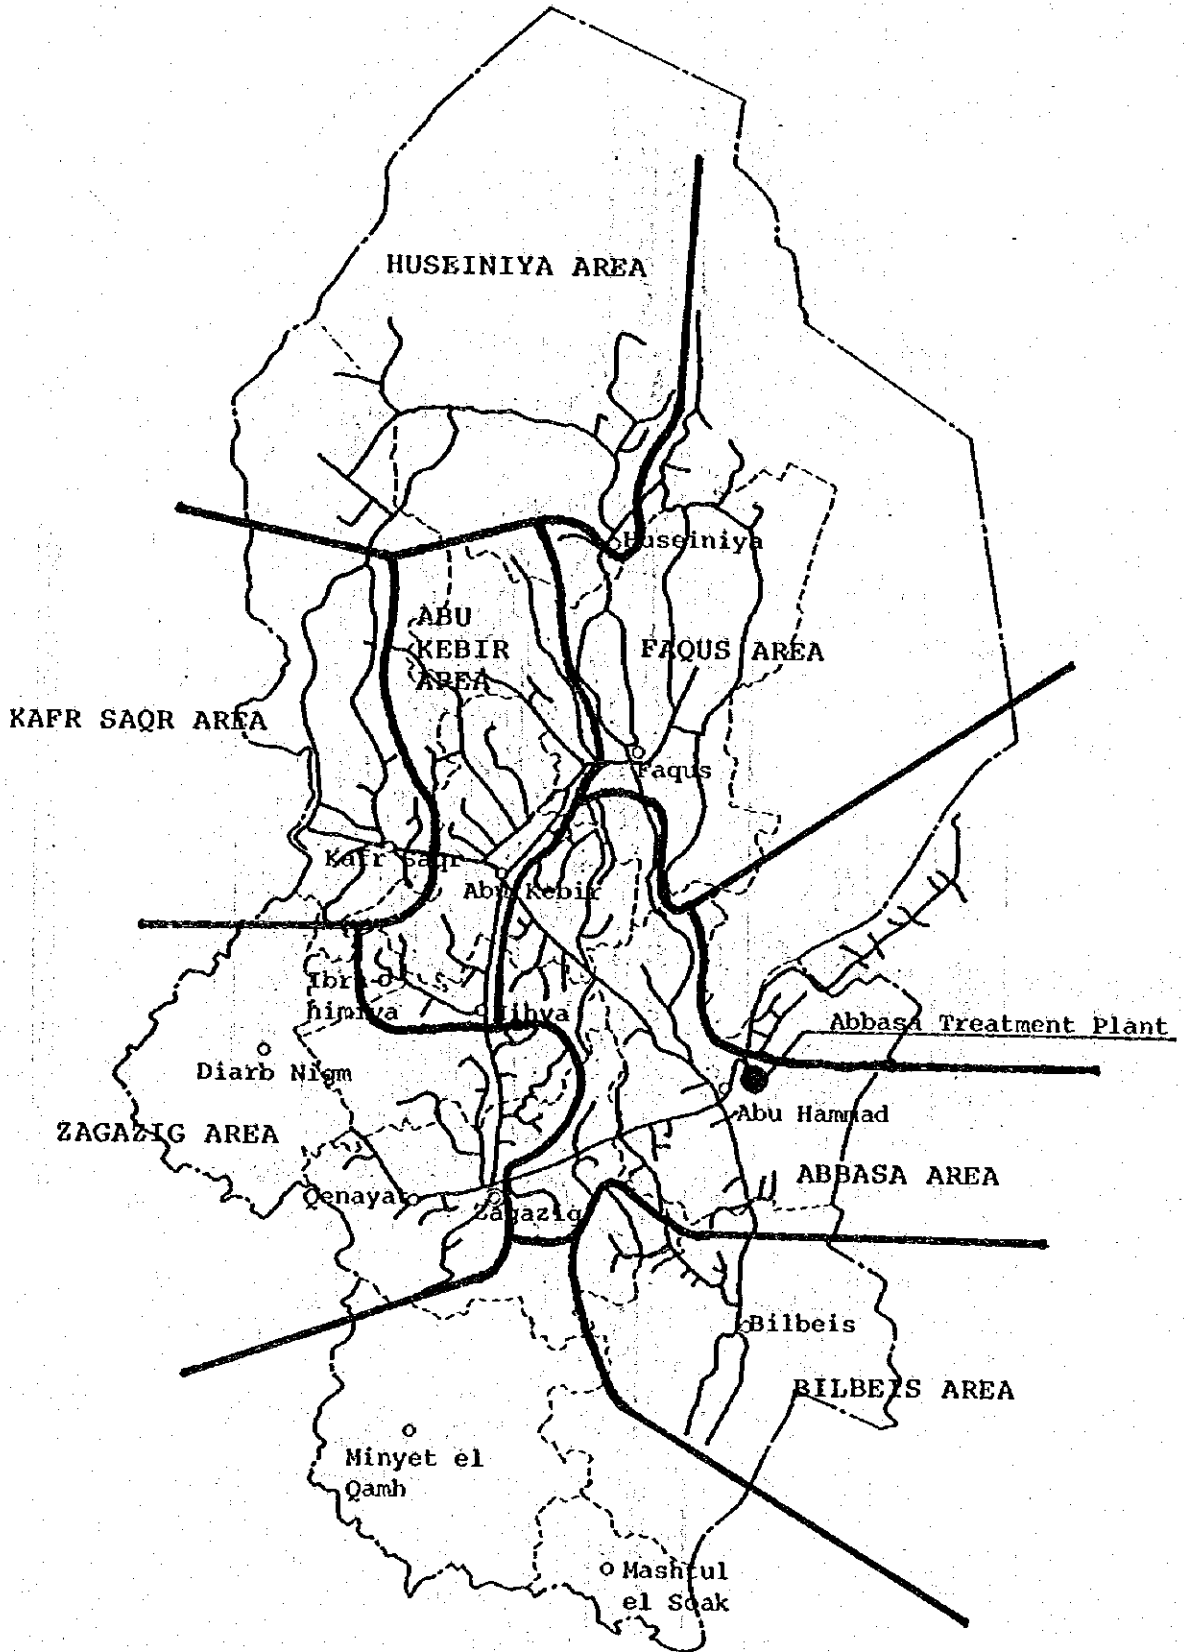 HUSEINIYA AREA
Huseiniya
ABU
KEBIR
AREA
FAQUS AREA
KAFR SAQR AREA
Faqus
Kafr Saqr
Abu Kebir
Ibra
himiya
Jihya
Abbasa Treatment Plant
Diarb Nigm
Abu Hammad
ZAGAZIG AREA
ABBASA AREA
Qenayat
Zagazig
Bilbeis
BILBEIS AREA
Minyet el
Qamh
Mashtul
el Soak